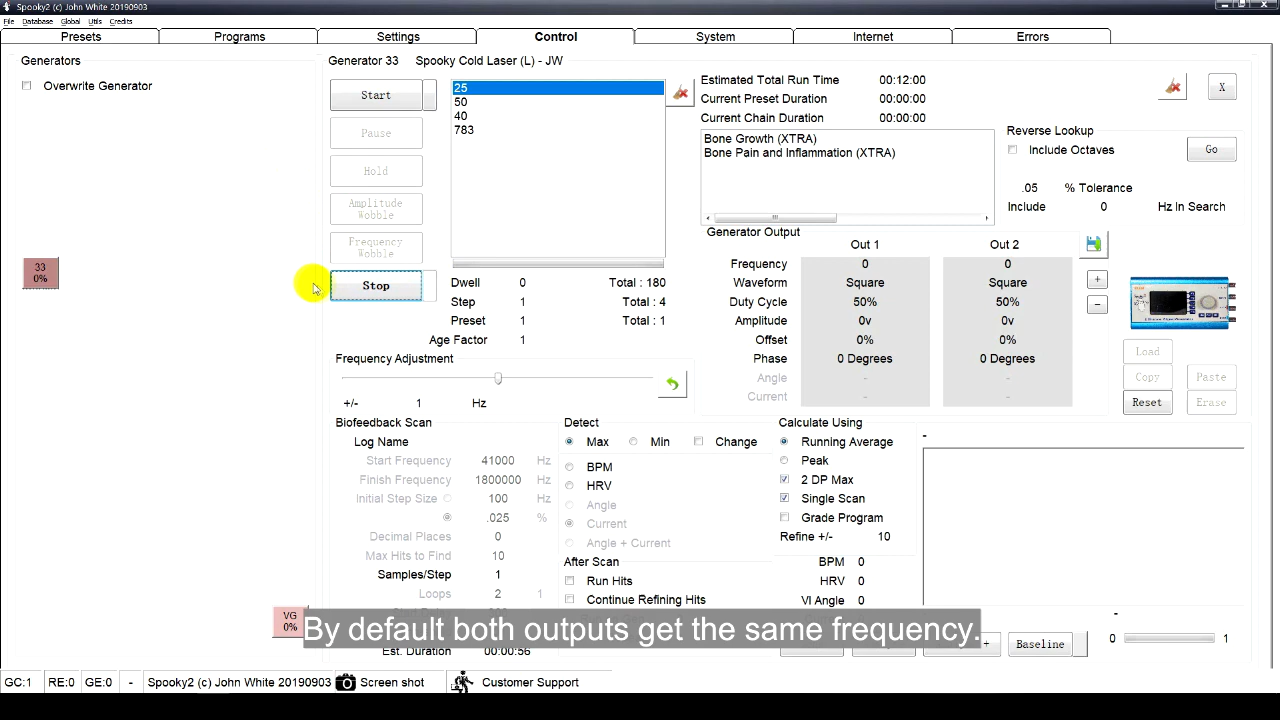 Spooky2 (c) John White 20190903
File Database Global Utils Credits
Presets Programs Settings Control System Internet Errors
Generators
Overwrite Generator
33
0%
VG
0%
Generator 33 Spooky Cold Laser (L) - JW
Start
Pause
Hold
Amplitude
Wobble
Frequency
Wobble
Stop
25
50
40
783
Dwell 0 Total : 180
Step 1 Total : 4
Preset 1 Total : 1
Age Factor 1
Frequency Adjustment
+/- 1 Hz
Estimated Total Run Time 00:12:00
Current Preset Duration 00:00:00
Current Chain Duration 00:00:00
Bone Growth (XTRA)
Bone Pain and Inflammation (XTRA)
X
Reverse Lookup
Include Octaves Go
.05 % Tolerance
Include 0 Hz In Search
Generator Output
Out 1 Out 2
Frequency 0 0
Waveform Square Square
Duty Cycle 50% 50%
Amplitude 0v 0v
Offset 0% 0%
Phase 0 Degrees 0 Degrees
Angle - -
Current - -
+
-
Load
Copy Paste
Reset Erase
Biofeedback Scan
Log Name
Start Frequency 41000 Hz
Finish Frequency 1800000 Hz
Initial Step Size 100 Hz
.025 %
Decimal Places 0
Max Hits to Find 10
Samples/Step 1
Loops 2 1
Est. Duration 00:00:56
Detect
Max Min Change
BPM
HRV
Angle
Current
Angle + Current
After Scan
Run Hits
Continue Refining Hits
Calculate Using
Running Average
Peak
2 DP Max
Single Scan
Grade Program
Refine +/- 10
BPM 0
HRV 0
VI Angle 0
-
-
0 1
+ Baseline
By default both outputs get the same frequency.
GC:1 RE:0 GE:0 - Spooky2 (c) John White 20190903 Screen shot Customer Support